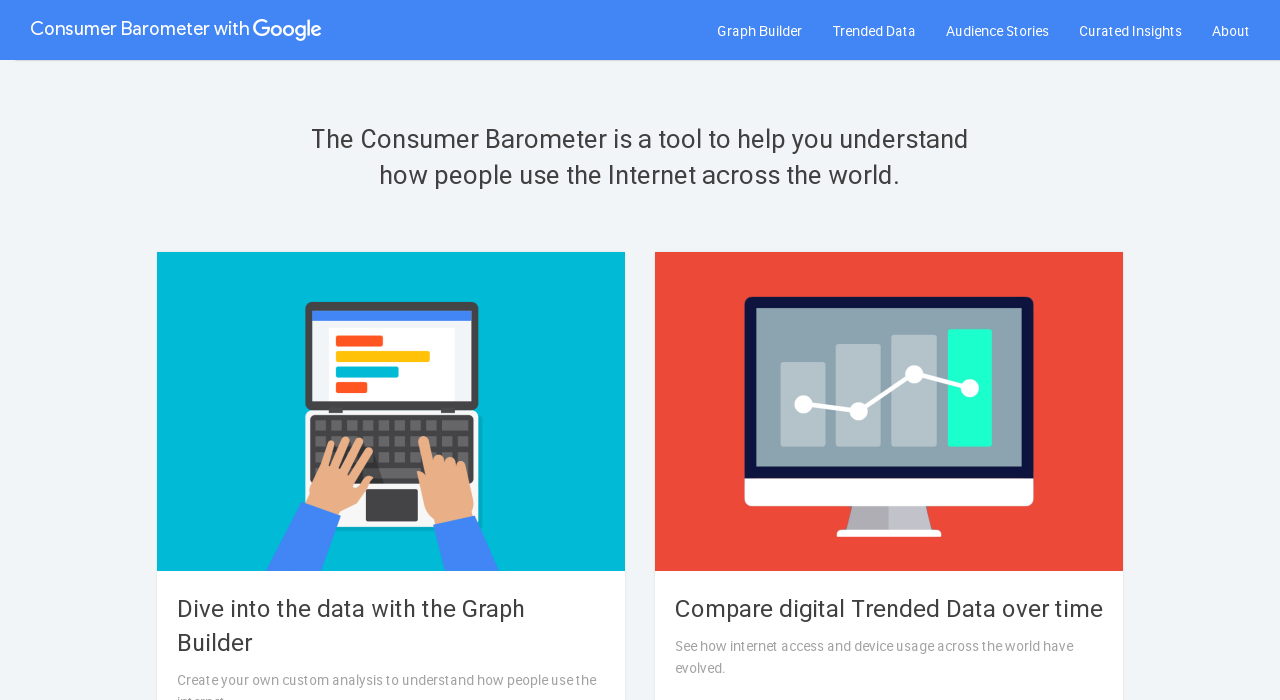 Consumer Barometer with Google
Graph Builder
Trended Data
Audience Stories
Curated Insights
About
The Consumer Barometer is a tool to help you understand
how people use the Internet across the world.
Dive into the data with the Graph
Builder
Create your own custom analysis to understand how people use the
Compare digital Trended Data over time
See how internet access and device usage across the world have
evolved.